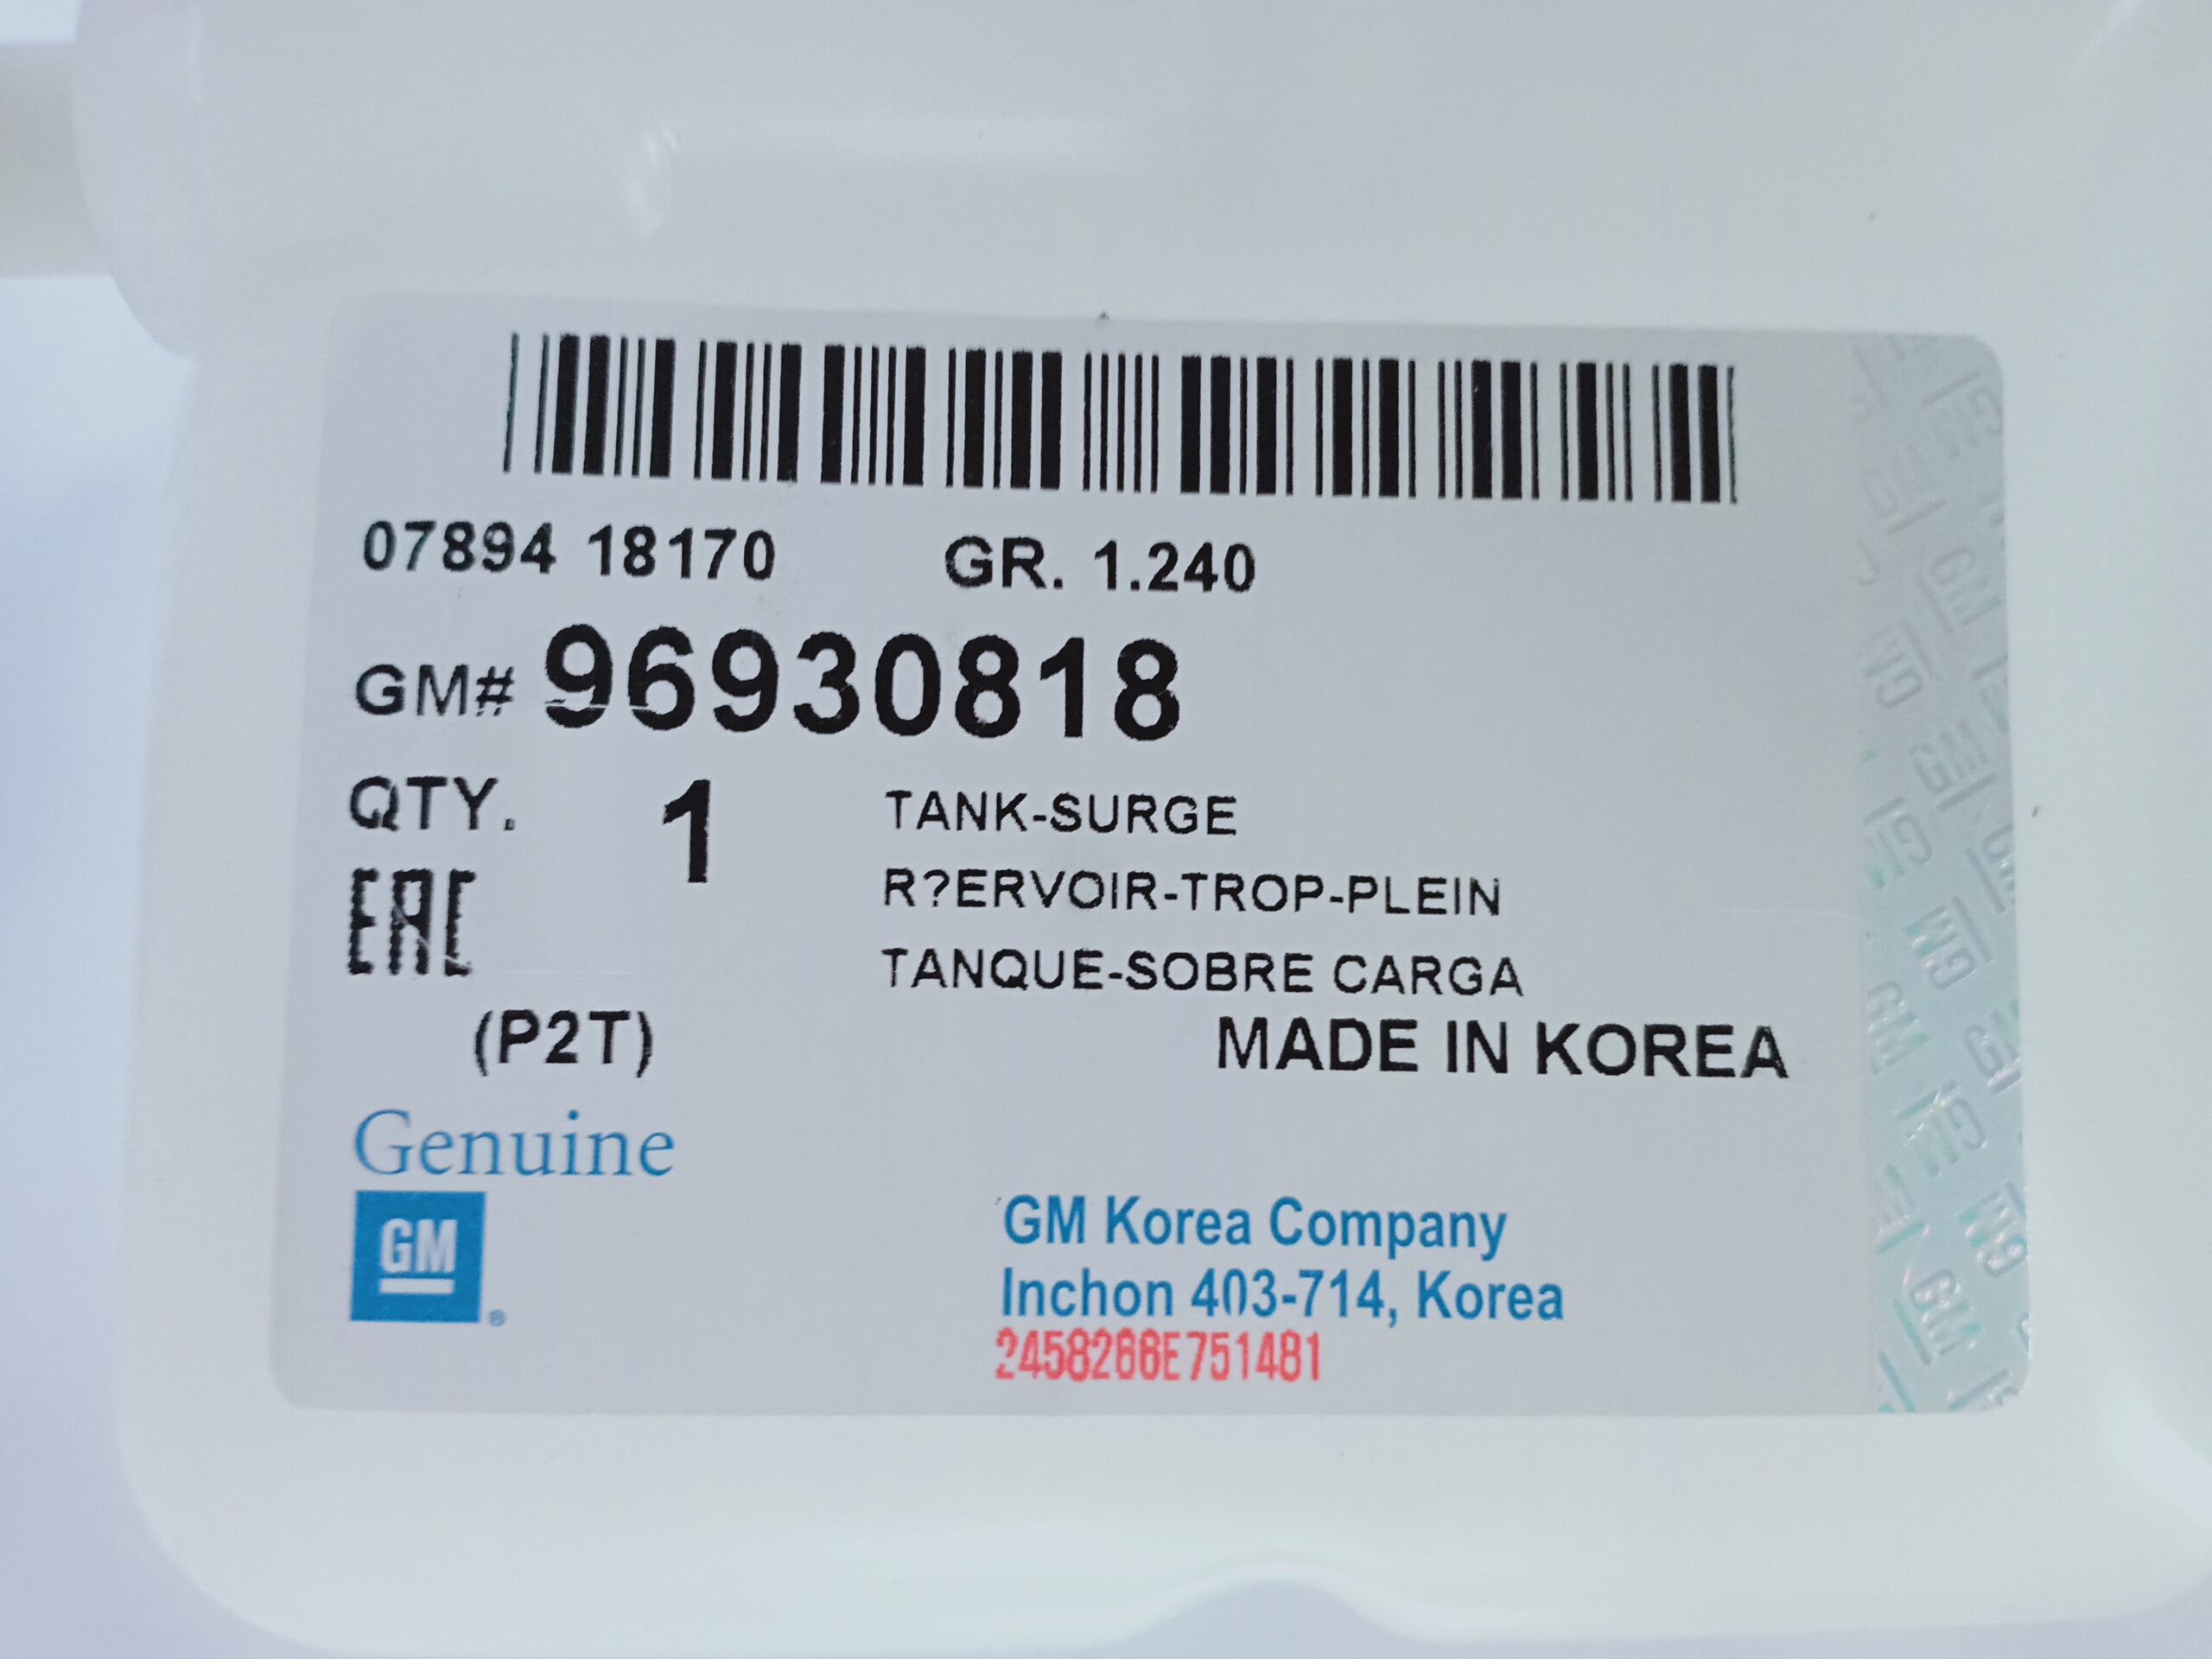 07894 18170 GR. 1.240
GM# 96930818
QTY. 1 TANK-SURGE
EAC R?ERVOIR-TROP-PLEIN
TANQUE-SOBRE CARGA
(P2T) MADE IN KOREA
Genuine
GM ®
GM Korea Company
Inchon 403-714, Korea
2458266E751481